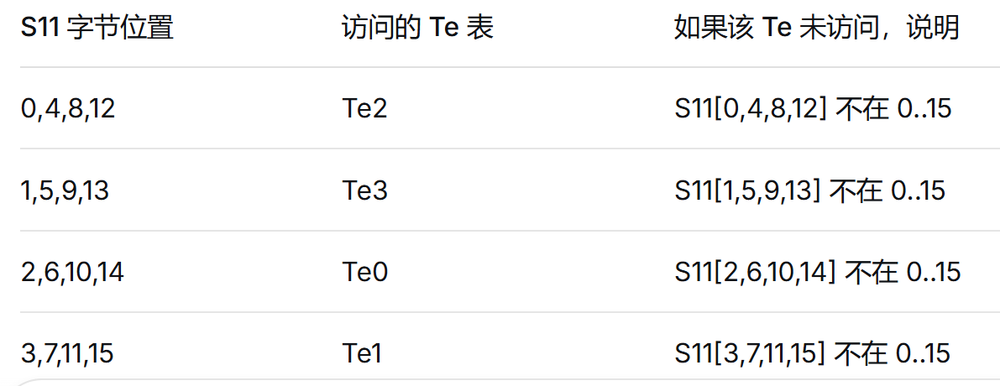 S11 字节位置 访问的 Te 表 如果该 Te 未访问，说明
0,4,8,12 Te2 S11[0,4,8,12] 不在 0..15
1,5,9,13 Te3 S11[1,5,9,13] 不在 0..15
2,6,10,14 Te0 S11[2,6,10,14] 不在 0..15
3,7,11,15 Te1 S11[3,7,11,15] 不在 0..15